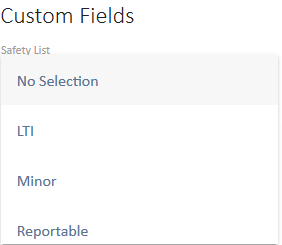 Custom Fields
Safety List
No Selection
LTI
Minor
Reportable